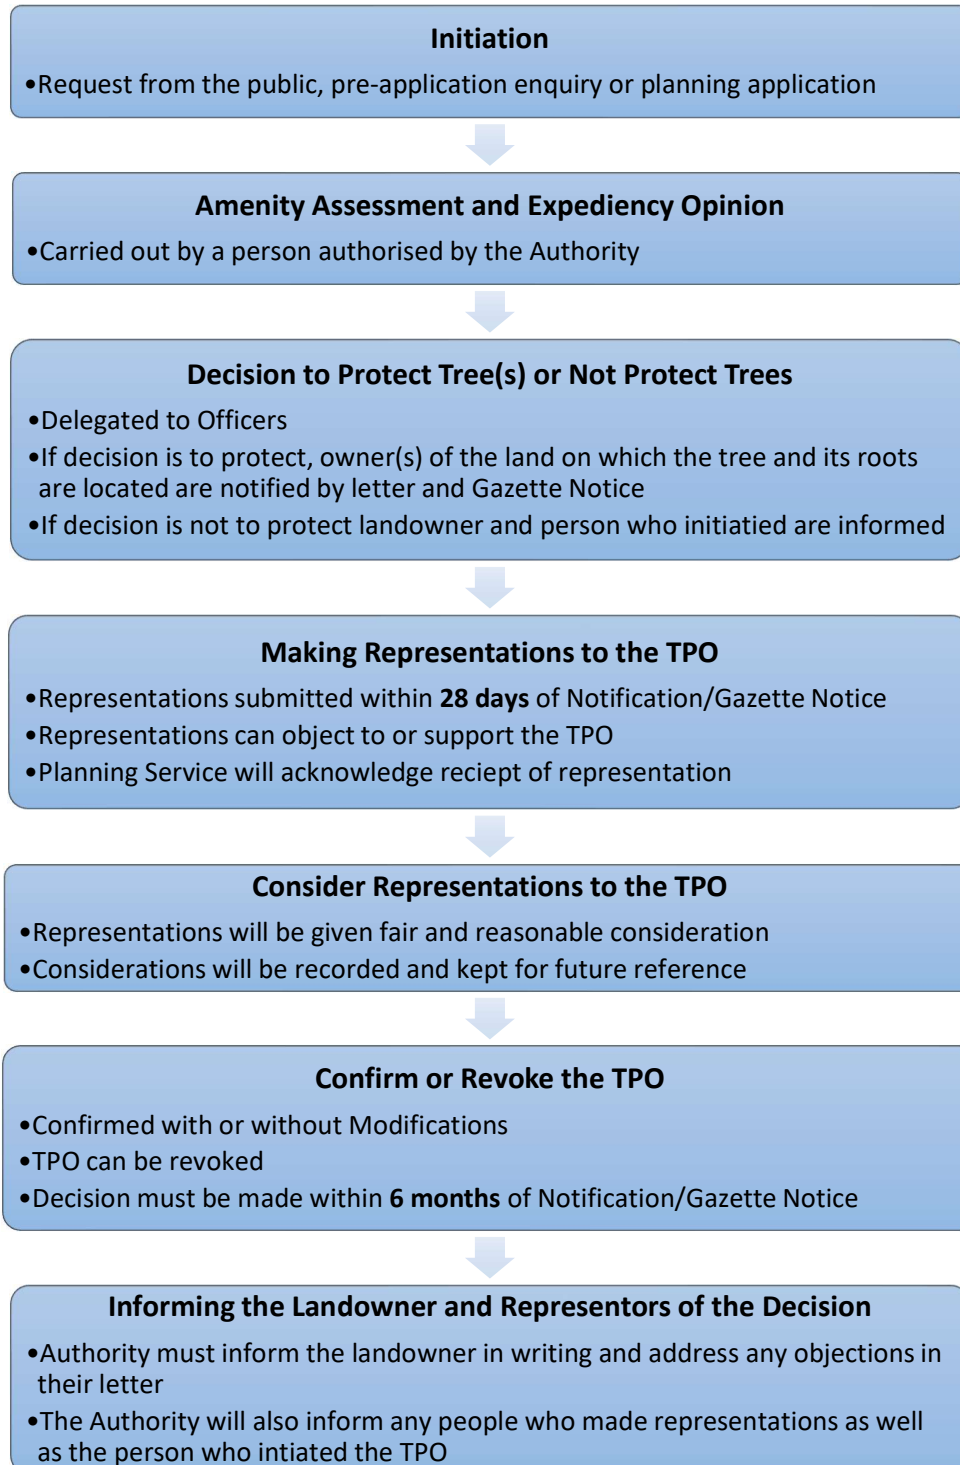 Initiation
•Request from the public, pre-application enquiry or planning application
Amenity Assessment and Expediency Opinion
•Carried out by a person authorised by the Authority
Decision to Protect Tree(s) or Not Protect Trees
•Delegated to Officers
•If decision is to protect, owner(s) of the land on which the tree and its roots
are located are notified by letter and Gazette Notice
•If decision is not to protect landowner and person who initiatied are informed
Making Representations to the TPO
•Representations submitted within 28 days of Notification/Gazette Notice
•Representations can object to or support the TPO
•Planning Service will acknowledge reciept of representation
Consider Representations to the TPO
•Representations will be given fair and reasonable consideration
•Considerations will be recorded and kept for future reference
Confirm or Revoke the TPO
•Confirmed with or without Modifications
•TPO can be revoked
•Decision must be made within 6 months of Notification/Gazette Notice
Informing the Landowner and Representors of the Decision
•Authority must inform the landowner in writing and address any objections in
their letter
•The Authority will also inform any people who made representations as well
as the person who intiated the TPO